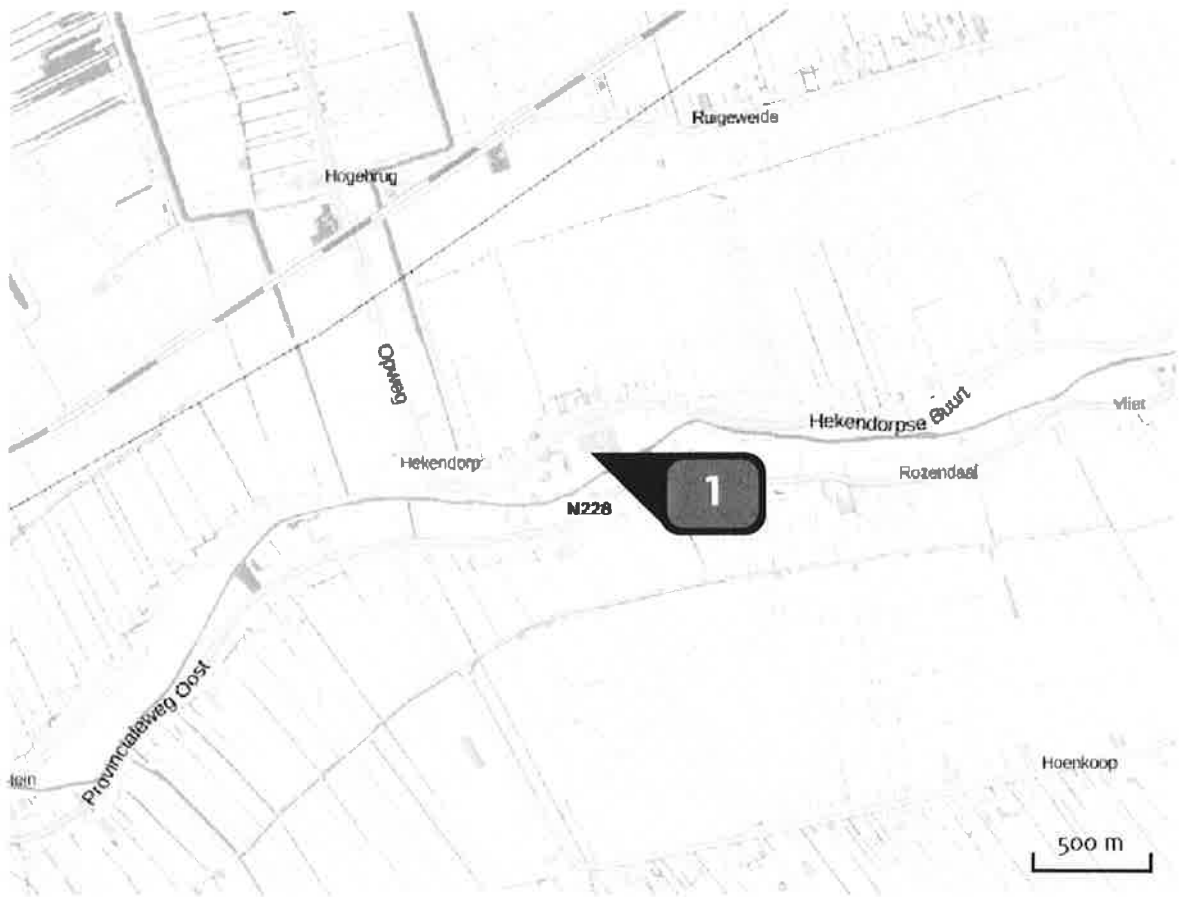 Ruigeweide
Hogebrug
Opweg
Hekendorpse Buurt
Vliet
Hekendorp
Rozendaal
1
N228
Provincialeweg Oost
Hoenkoop
500 m